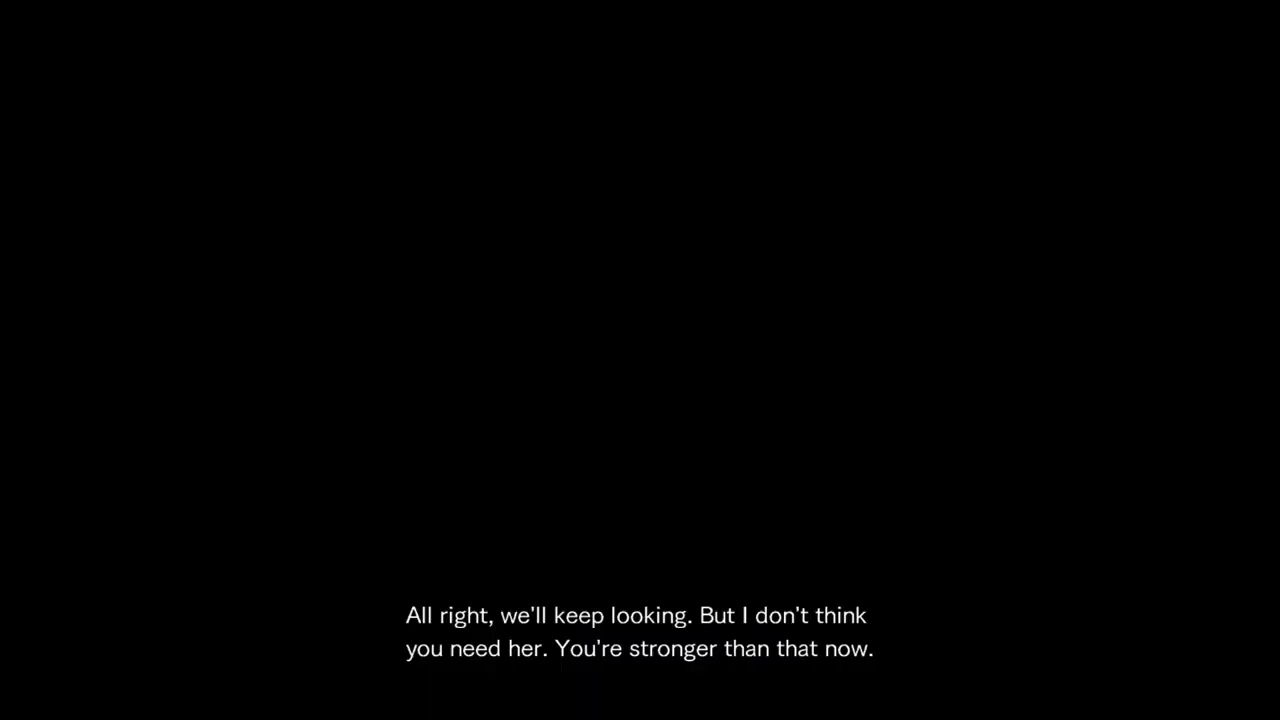 All right, we'll keep looking. But I don't think
you need her. You're stronger than that now.